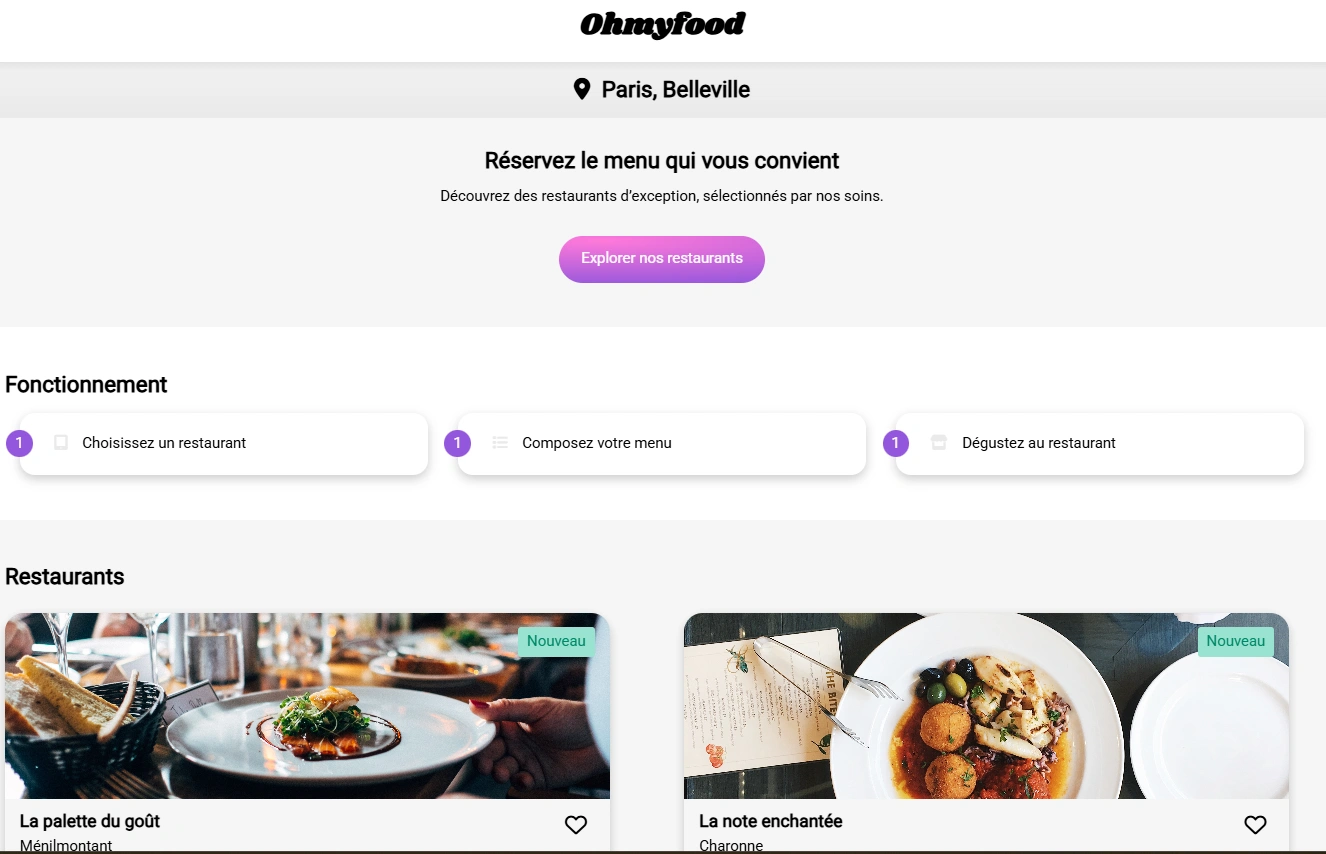 Ohmyfood
Paris, Belleville
Réservez le menu qui vous convient
Découvrez des restaurants d’exception, sélectionnés par nos soins.
Explorer nos restaurants
Fonctionnement
1 Choisissez un restaurant
1 Composez votre menu
1 Dégustez au restaurant
Restaurants
Nouveau
Nouveau
La palette du goût
Ménilmontant
La note enchantée
Charonne